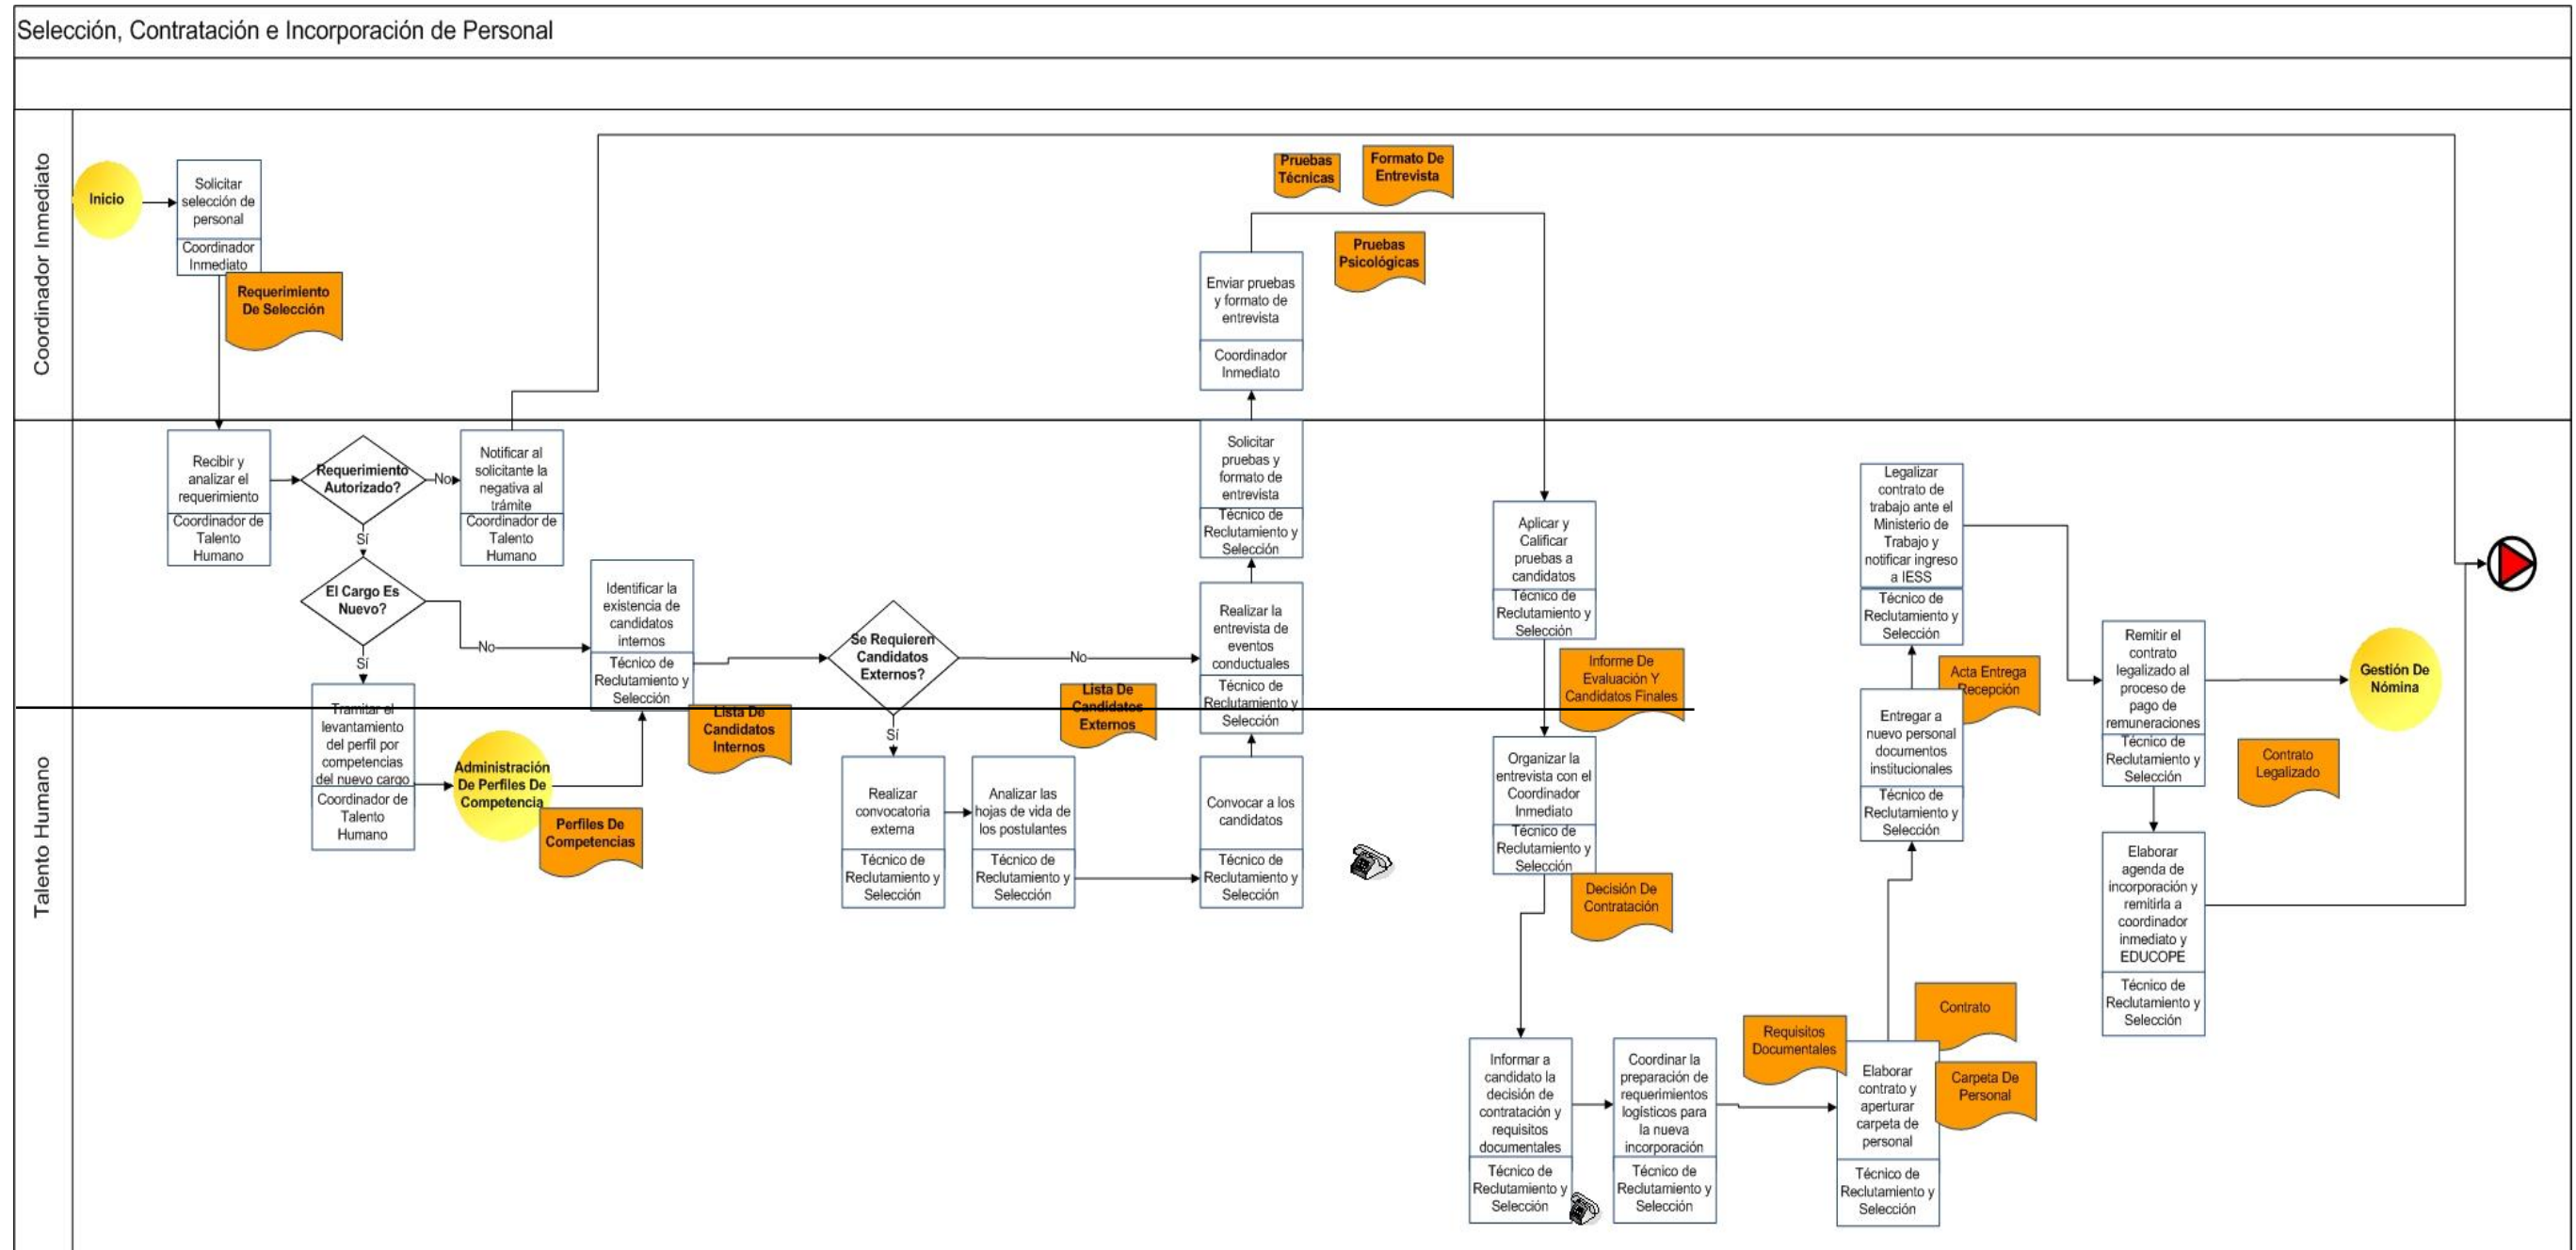 Selección, Contratación e Incorporación de Personal
Coordinador Inmediato
Inicio
Solicitar
selección de
personal
Coordinador
Inmediato
Requerimiento
De Selección
Pruebas
Técnicas
Formato De
Entrevista
Pruebas
Psicológicas
Enviar pruebas
y formato de
entrevista
Coordinador
Inmediato
Talento Humano
Recibir y
analizar el
requerimiento
Coordinador de
Talento
Humano
Requerimiento
Autorizado?
No
Notificar al
solicitante la
negativa al
trámite
Coordinador de
Talento
Humano
Sí
El Cargo Es
Nuevo?
No
Sí
Tramitar el
levantamiento
del perfil por
competencias
del nuevo cargo
Coordinador de
Talento
Humano
Administración
De Perfiles De
Competencia
Perfiles De
Competencias
Identificar la
existencia de
candidatos
internos
Técnico de
Reclutamiento y
Selección
Lista De
Candidatos
Internos
Se Requieren
Candidatos
Externos?
No
Sí
Realizar
convocatoria
externa
Técnico de
Reclutamiento y
Selección
Analizar las
hojas de vida de
los postulantes
Técnico de
Reclutamiento y
Selección
Lista De
Candidatos
Externos
Convocar a los
candidatos
Técnico de
Reclutamiento y
Selección
Realizar la
entrevista de
eventos
conductuales
Técnico de
Reclutamiento y
Selección
Solicitar
pruebas y
formato de
entrevista
Técnico de
Reclutamiento y
Selección
Aplicar y
Calificar
pruebas a
candidatos
Técnico de
Reclutamiento y
Selección
Informe De
Evaluación Y
Candidatos Finales
Organizar la
entrevista con el
Coordinador
Inmediato
Técnico de
Reclutamiento y
Selección
Decisión De
Contratación
Informar a
candidato la
decisión de
contratación y
requisitos
documentales
Técnico de
Reclutamiento y
Selección
Coordinar la
preparación de
requerimientos
logísticos para
la nueva
incorporación
Técnico de
Reclutamiento y
Selección
Requisitos
Documentales
Elaborar
contrato y
aperturar
carpeta de
personal
Técnico de
Reclutamiento y
Selección
Contrato
Carpeta De
Personal
Entregar a
nuevo personal
documentos
institucionales
Técnico de
Reclutamiento y
Selección
Acta Entrega
Recepción
Legalizar
contrato de
trabajo ante el
Ministerio de
Trabajo y
notificar ingreso
a IESS
Técnico de
Reclutamiento y
Selección
Remitir el
contrato
legalizado al
proceso de
pago de
remuneraciones
Técnico de
Reclutamiento y
Selección
Contrato
Legalizado
Gestión De
Nómina
Elaborar
agenda de
incorporación y
remitirla a
coordinador
inmediato y
EDUCOPE
Técnico de
Reclutamiento y
Selección